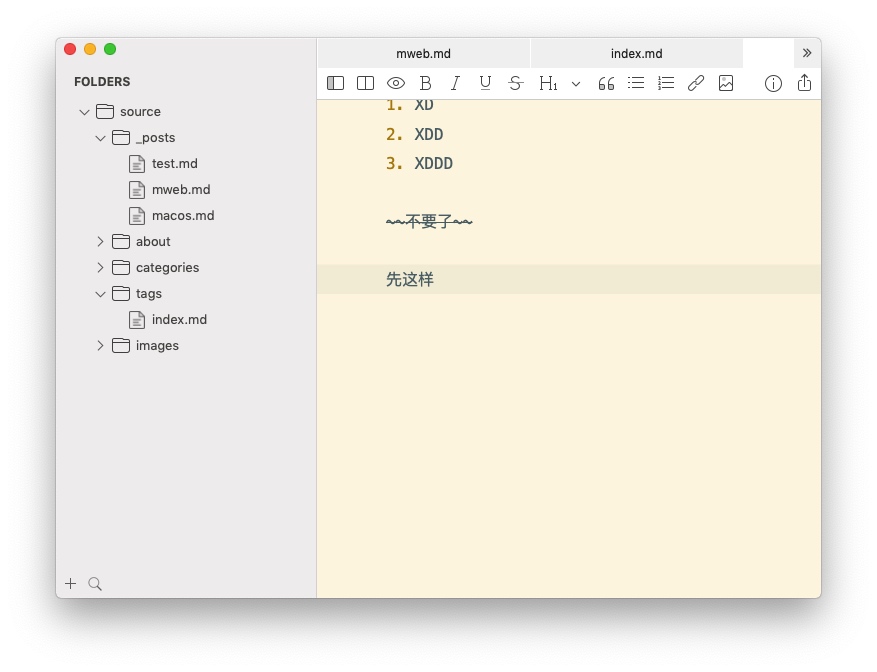 FOLDERS
source
_posts
test.md
mweb.md
macos.md
about
categories
tags
index.md
images
mweb.md
index.md
B I U S H1
1. XD
2. XDD
3. XDDD
~~不要了~~
先这样